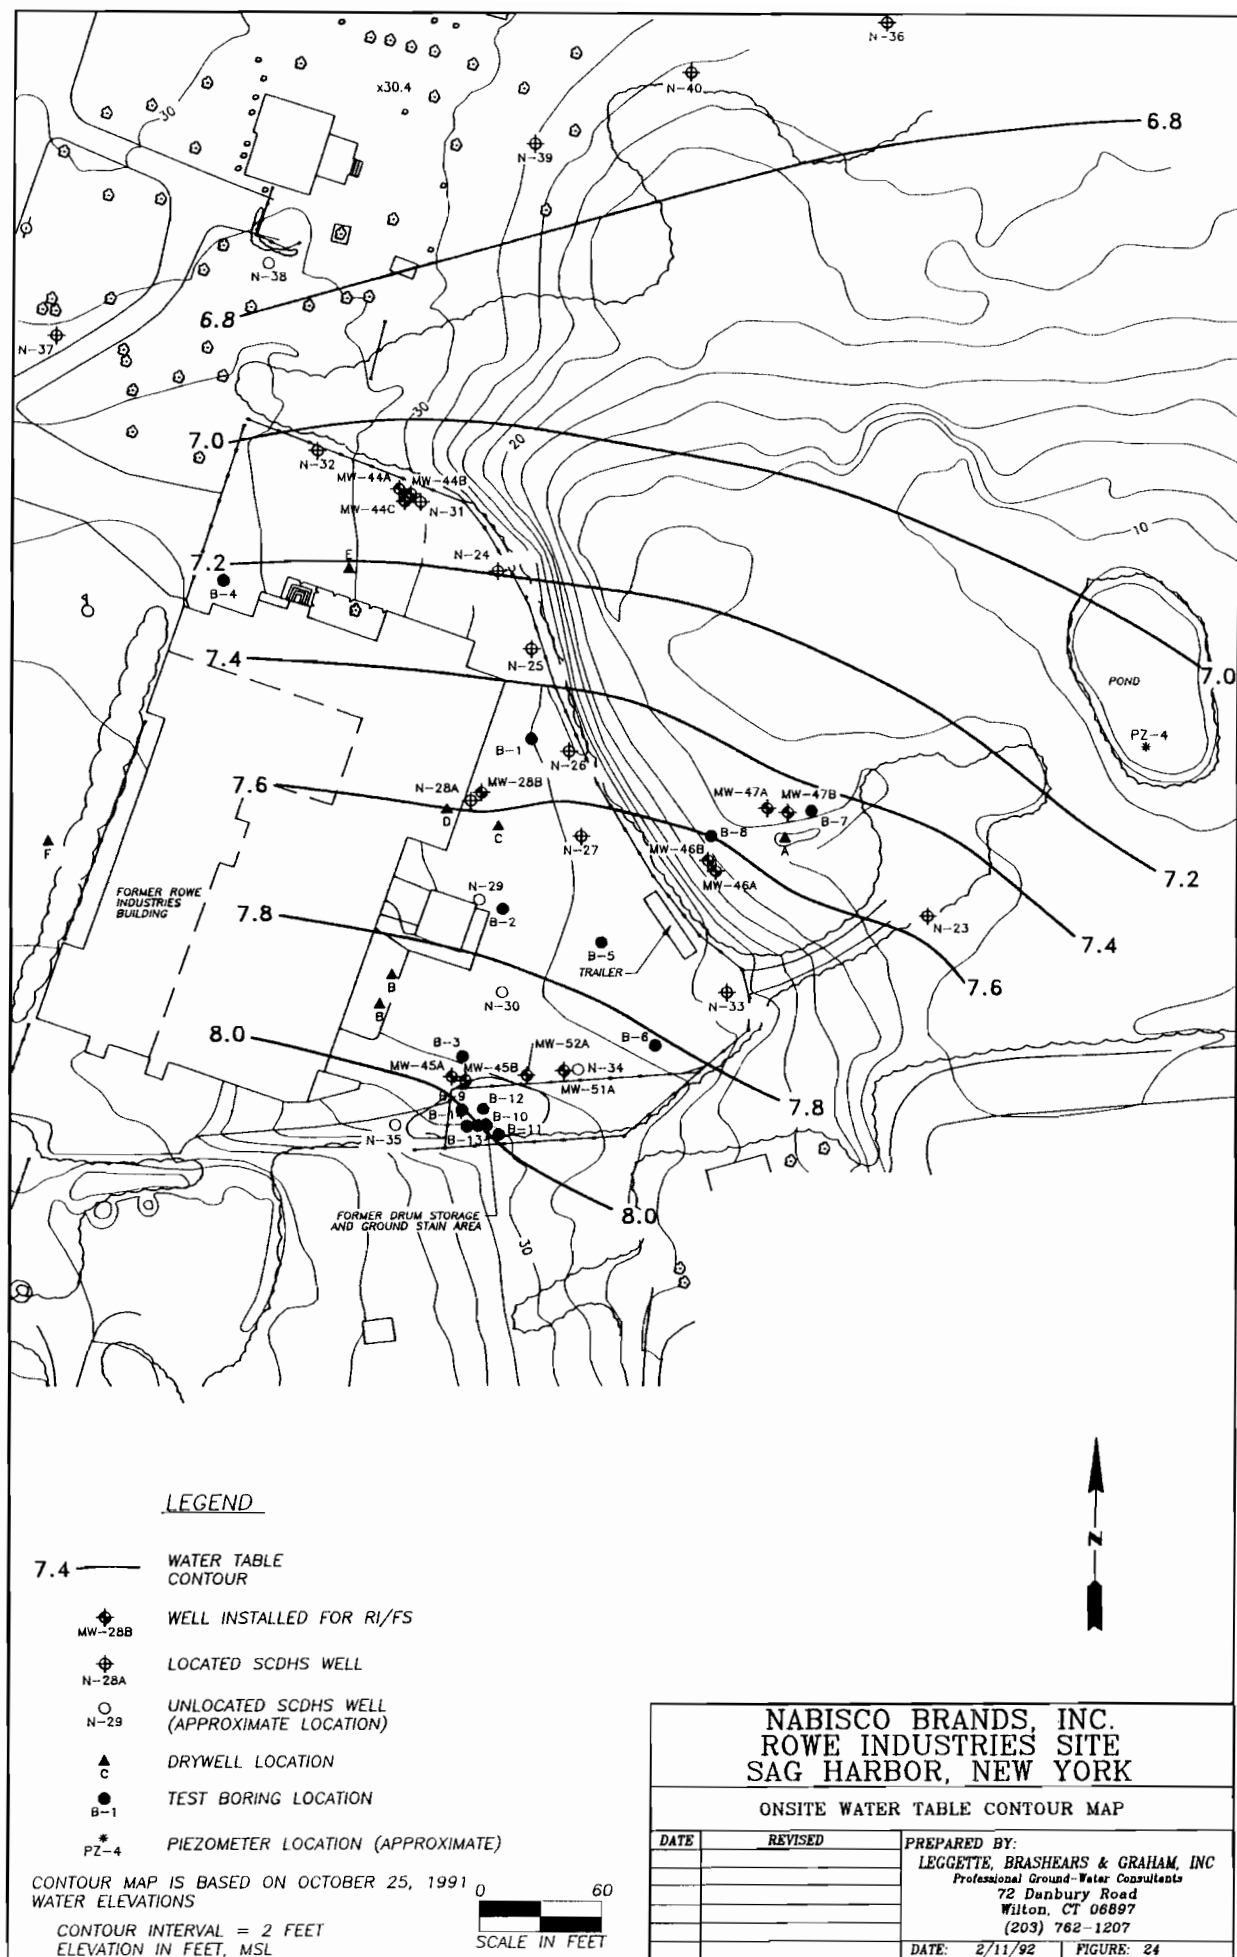 N-36
x30.4
N-40
30
6.8
N-39
N-38
6.8
N-37
30
7.0
20
N-32
MW-44A
MW-44B
MW-44C
N-31
10
E
N-24
7.2
B-4
N-25
7.4
POND
7.0
PZ-4
B-1
N-26
7.6
N-28A
MW-28B
MW-47A
MW-47B
D
C
B-8
B-7
N-27
MW-46B
A
F
MW-46A
7.2
FORMER ROWE
INDUSTRIES
BUILDING
N-29
7.8
B-2
N-23
7.4
B-5
TRAILER
B
N-30
N-33
7.6
B
8.0
B-3
MW-52A
B-6
MW-45A
MW-45B
N-34
MW-51A
B-9
B-12
7.8
B-10
N-35
B-13
B-11
FORMER DRUM STORAGE
AND GROUND STAIN AREA
8.0
30
LEGEND
7.4
WATER TABLE
CONTOUR
MW-28B
WELL INSTALLED FOR RI/FS
N-28A
LOCATED SCDHS WELL
N-29
UNLOCATED SCDHS WELL
(APPROXIMATE LOCATION)
C
DRYWELL LOCATION
B-1
TEST BORING LOCATION
PZ-4
PIEZOMETER LOCATION (APPROXIMATE)
CONTOUR MAP IS BASED ON OCTOBER 25, 1991
WATER ELEVATIONS
CONTOUR INTERVAL = 2 FEET
ELEVATION IN FEET, MSL
0 60
SCALE IN FEET
N
NABISCO BRANDS, INC.
ROWE INDUSTRIES SITE
SAG HARBOR, NEW YORK
ONSITE WATER TABLE CONTOUR MAP
DATE REVISED
PREPARED BY:
LEGGETTE, BRASHEARS & GRAHAM, INC
Professional Ground-Water Consultants
72 Danbury Road
Wilton, CT 06897
(203) 762-1207
DATE: 2/11/92 FIGURE: 24